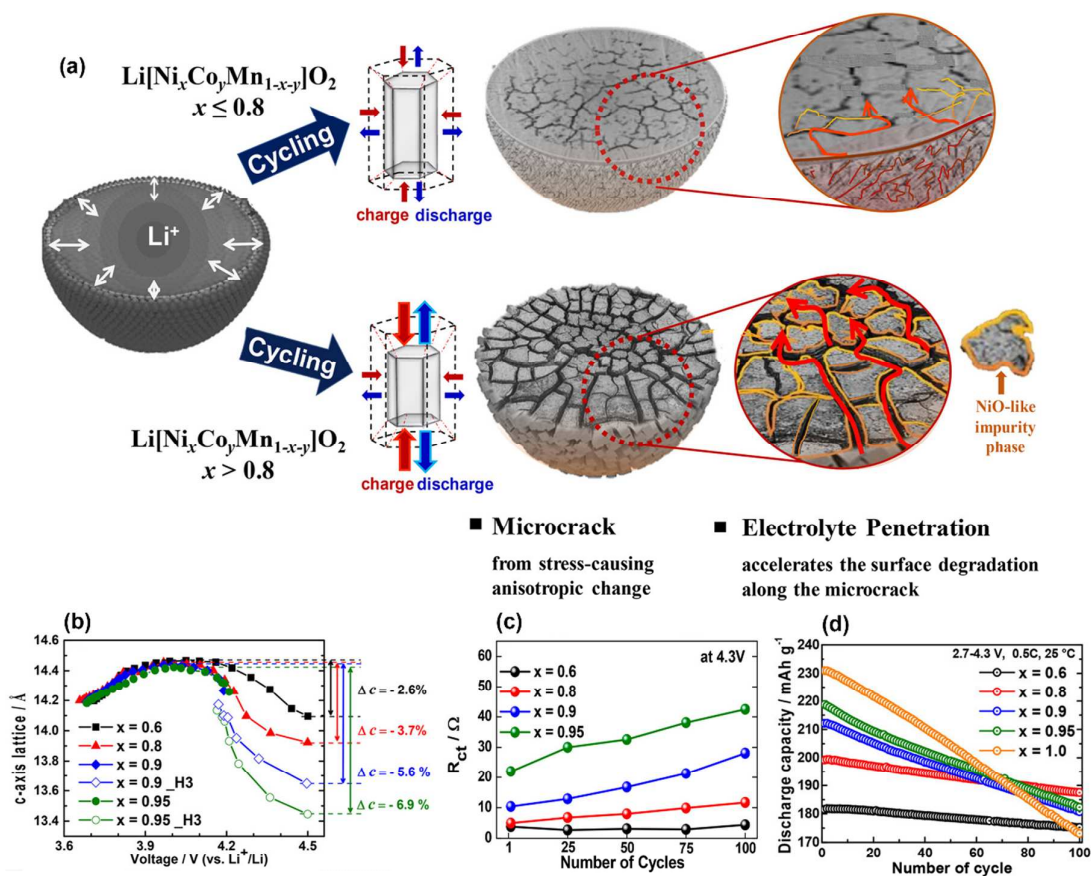 (a)
Li[NixCoyMn1-x-y]O2
x ≤ 0.8
Cycling
charge discharge
Li+
Cycling
Li[NixCoyMn1-x-y]O2
x > 0.8
charge discharge
NiO-like
impurity
phase
■ Microcrack
from stress-causing
anisotropic change
■ Electrolyte Penetration
accelerates the surface degradation
along the microcrack
(b)
c-axis lattice / Å
14.6
14.4
14.2
14.0
13.8
13.6
13.4
x = 0.6
x = 0.8
x = 0.9
x = 0.9 _H3
x = 0.95
x = 0.95 _H3
Δ c = - 2.6%
Δ c = - 3.7%
Δ c = - 5.6 %
Δ c = - 6.9 %
3.6 3.9 4.2 4.5
Voltage / V (vs. Li+/Li)
(c)
at 4.3V
Rct / Ω
60
50
40
30
20
10
0
x = 0.6
x = 0.8
x = 0.9
x = 0.95
1 25 50 75 100
Number of Cycles
(d)
2.7-4.3 V, 0.5C, 25 °C
Discharge capacity / mAh g-1
240
230
220
210
200
190
180
170
x = 0.6
x = 0.8
x = 0.9
x = 0.95
x = 1.0
0 20 40 60 80 100
Number of cycle